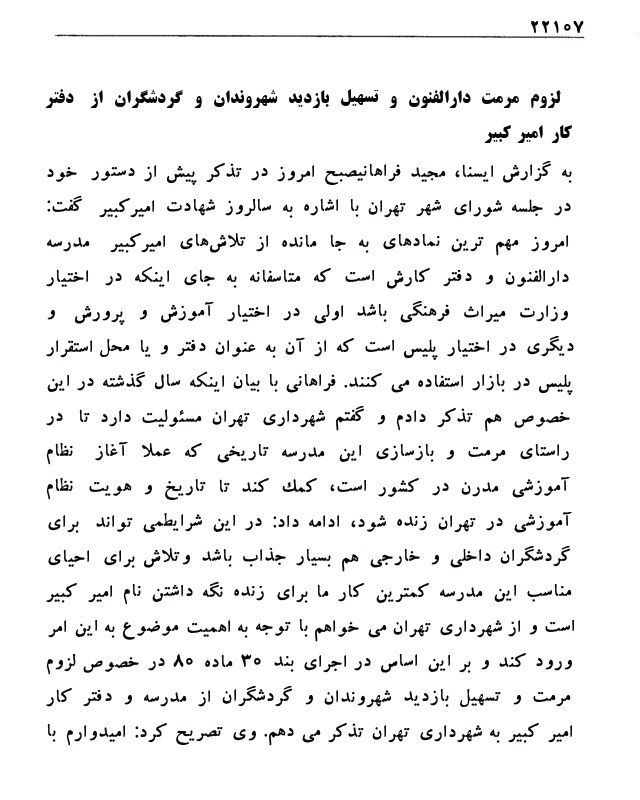 ۲۲۱۰۷
لزوم مرمت دارالفنون و تسهیل بازدید شهروندان و گردشگران از دفتر
کار امیر کبیر
به گزارش ایسنا، مجید فراهانیصبح امروز در تذکر پیش از دستور خود
در جلسه شورای شهر تهران با اشاره به سالروز شهادت امیرکبیر گفت:
امروز مهم ترین نمادهای به جا مانده از تلاش‌های امیرکبیر مدرسه
دارالفنون و دفتر کارش است که متاسفانه به جای اینکه در اختیار
وزارت میراث فرهنگی باشد اولی در اختیار آموزش و پرورش و
دیگری در اختیار پلیس است که از آن به عنوان دفتر و یا محل استقرار
پلیس در بازار استفاده می کنند. فراهانی با بیان اینکه سال گذشته در این
خصوص هم تذکر دادم و گفتم شهرداری تهران مسئولیت دارد تا در
راستای مرمت و بازسازی این مدرسه تاریخی که عملا آغاز نظام
آموزشی مدرن در کشور است، کمك کند تا تاریخ و هویت نظام
آموزشی در تهران زنده شود، ادامه داد: در این شرایطمی تواند برای
گردشگران داخلی و خارجی هم بسیار جذاب باشد وتلاش برای احیای
مناسب این مدرسه کمترین کار ما برای زنده نگه داشتن نام امیر کبیر
است و از شهرداری تهران می خواهم با توجه به اهمیت موضوع به این امر
ورود کند و بر این اساس در اجرای بند ۳۰ ماده ۸۰ در خصوص لزوم
مرمت و تسهیل بازدید شهروندان و گردشگران از مدرسه و دفتر کار
امیر کبیر به شهرداری تهران تذکر می دهم. وی تصریح کرد: امیدوارم با